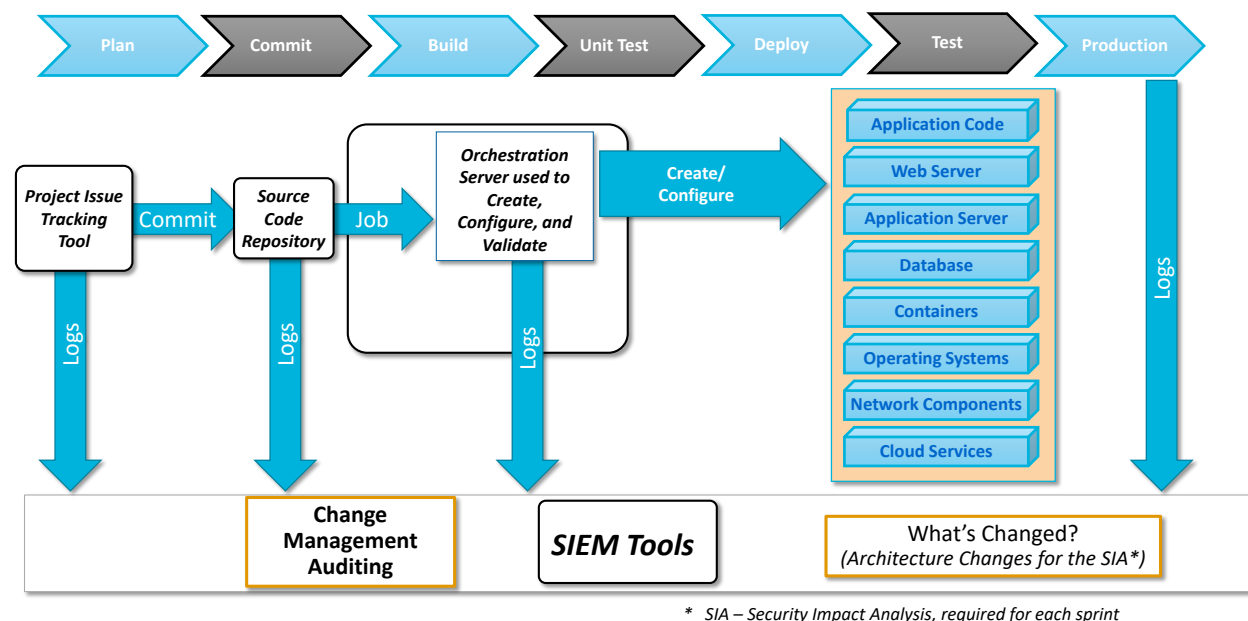 Plan
Commit
Build
Unit Test
Deploy
Test
Production
Project Issue
Tracking
Tool
Commit
Source
Code
Repository
Job
Orchestration
Server used to
Create,
Configure, and
Validate
Create/
Configure
Application Code
Web Server
Application Server
Database
Containers
Operating Systems
Network Components
Cloud Services
Logs
Logs
Logs
Logs
Change
Management
Auditing
SIEM Tools
What's Changed?
(Architecture Changes for the SIA*)
* SIA – Security Impact Analysis, required for each sprint